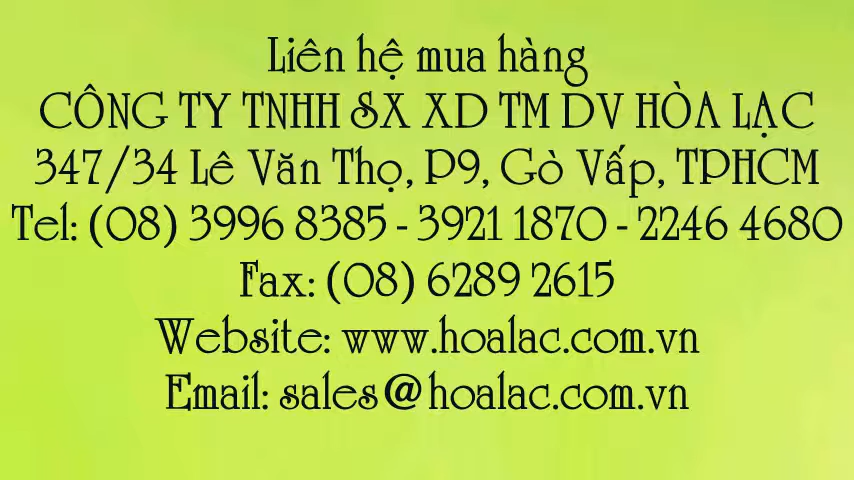 Liên hệ mua hàng
CÔNG TY TNHH SX XD TM DV HÒA LẠC
347/34 Lê Văn Thọ, P9, Gò Vấp, TPHCM
Tel: (08) 3996 8385 - 3921 1870 - 2246 4680
Fax: (08) 6289 2615
Website: www.hoalac.com.vn
Email: sales@hoalac.com.vn